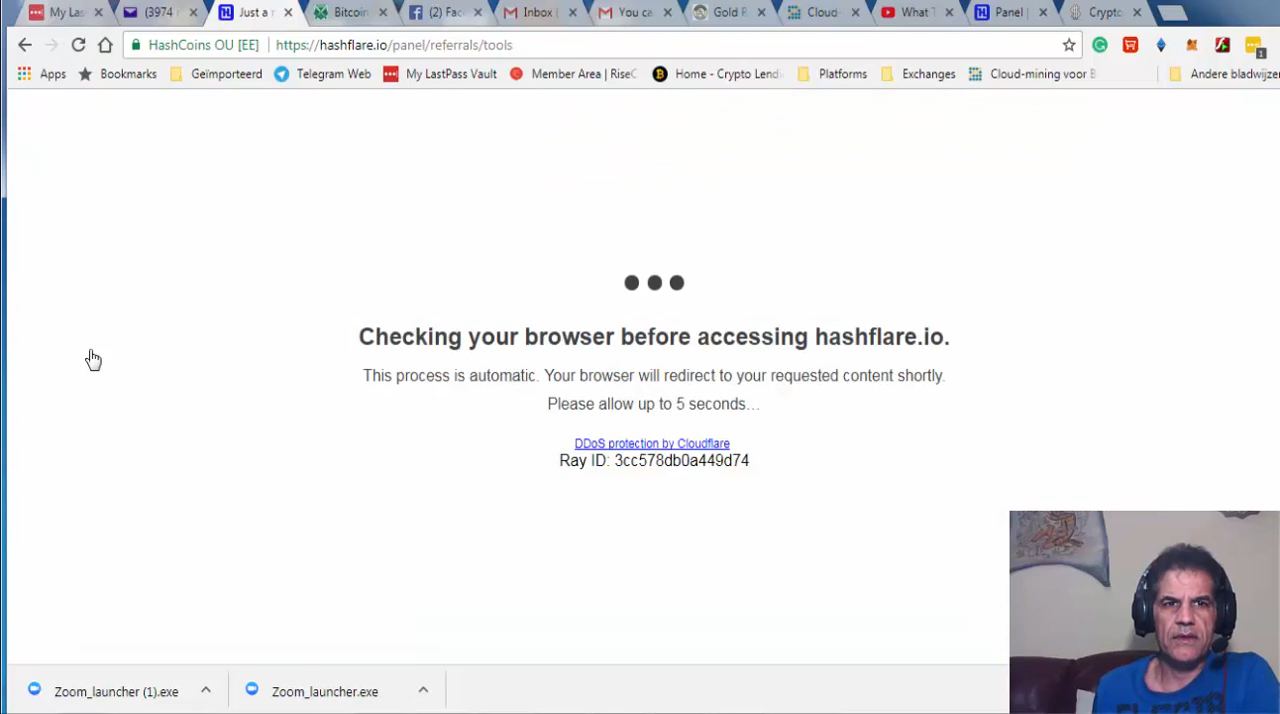 My Las
(3974
Just a m
Bitcoin
(2) Fac
Inbox (
You ca
Gold R
Cloud-
What T
Panel |
Crypto
HashCoins OU [EE]
https://hashflare.io/panel/referrals/tools
1
Apps
Bookmarks
Geïmporteerd
Telegram Web
My LastPass Vault
Member Area | RiseC
Home - Crypto Lendi
Platforms
Exchanges
Cloud-mining voor B
Andere bladwijzer
Checking your browser before accessing hashflare.io.
This process is automatic. Your browser will redirect to your requested content shortly.
Please allow up to 5 seconds…
DDoS protection by Cloudflare
Ray ID: 3cc578db0a449d74
Zoom_launcher (1).exe
Zoom_launcher.exe